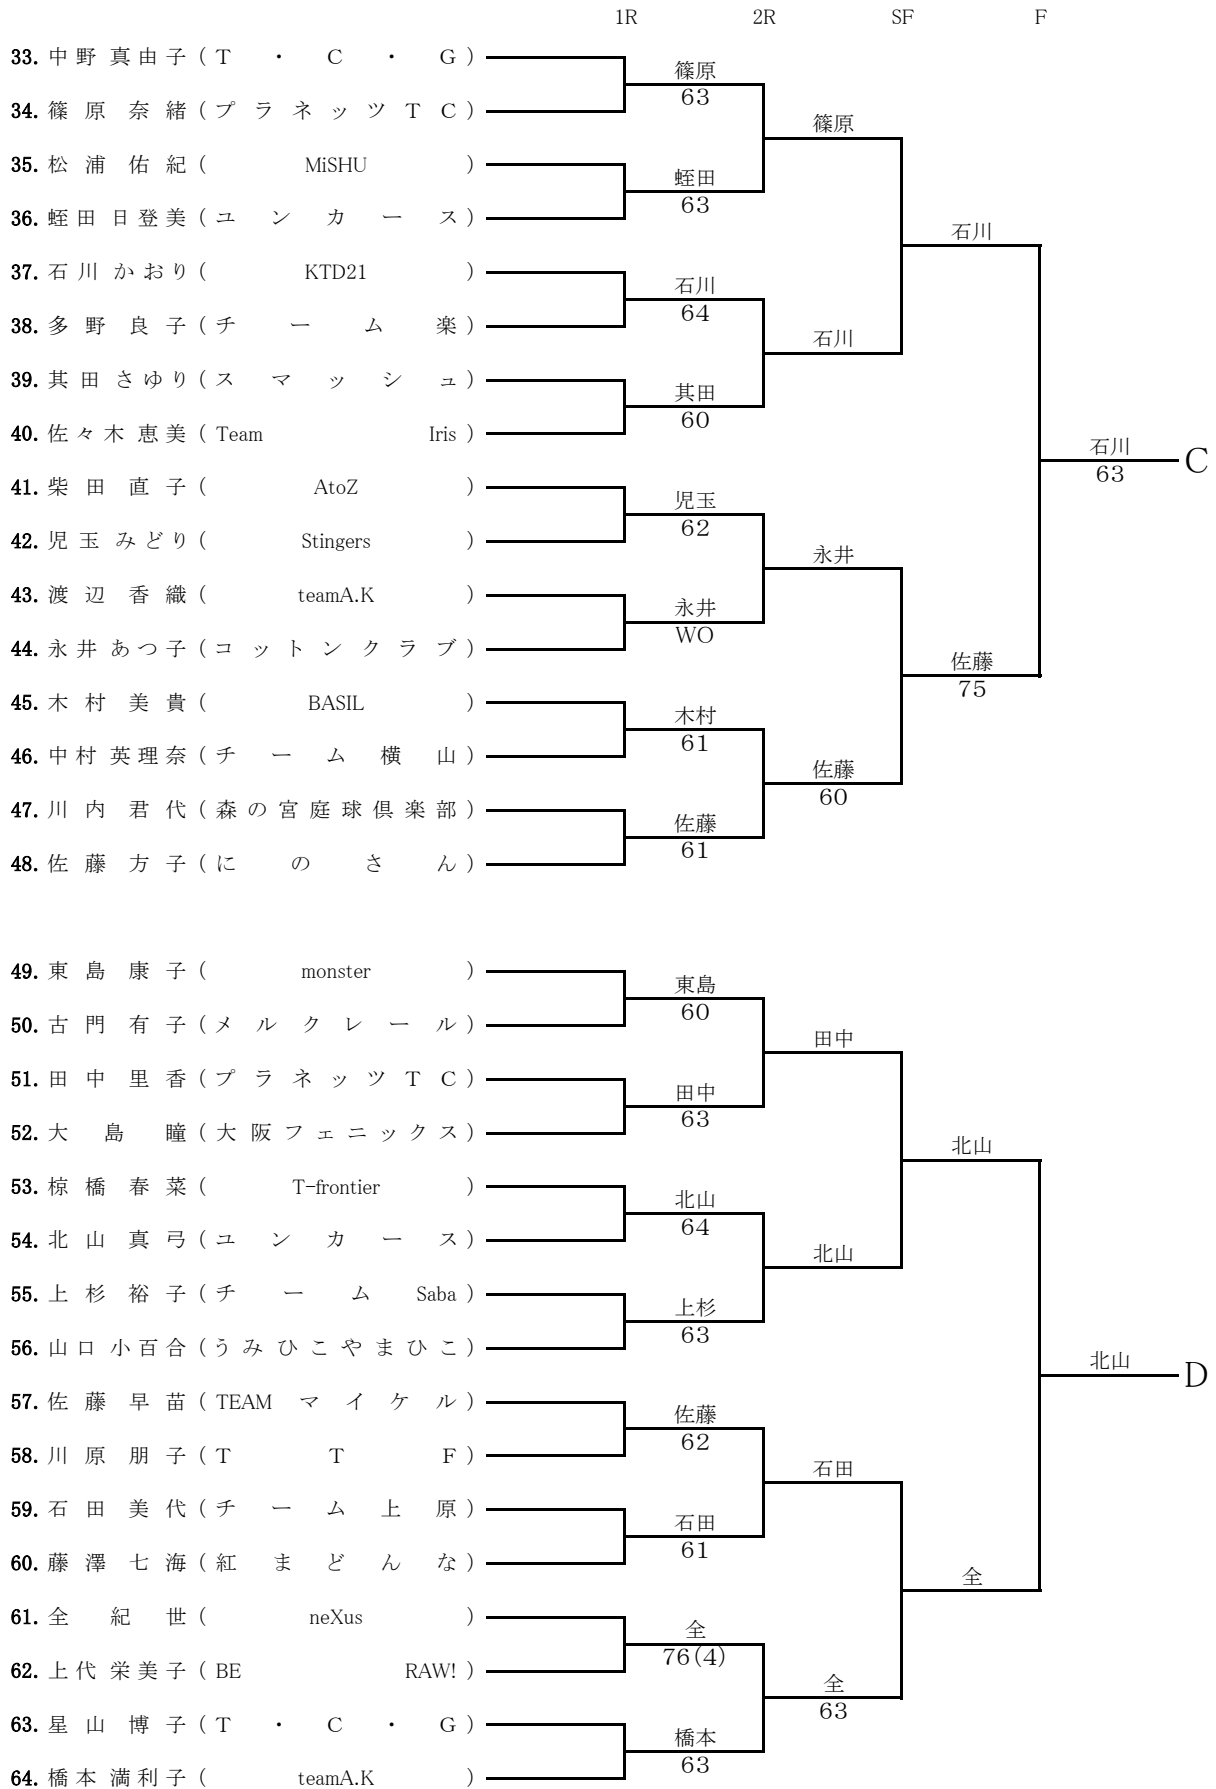 1R 2R SF F
33. 中野真由子 ( T ・ C ・ G )
篠原
63
34. 篠原奈緒 ( プラネッツTC )
篠原
35. 松浦佑紀 ( MiSHU )
蛭田
63
36. 蛭田日登美 ( ユンカース )
石川
37. 石川かおり ( KTD21 )
石川
64
38. 多野良子 ( チーム楽 )
石川
39. 其田さゆり ( スマッシュ )
其田
60
40. 佐々木恵美 ( Team Iris )
石川
63
C
41. 柴田直子 ( AtoZ )
児玉
62
42. 児玉みどり ( Stingers )
永井
43. 渡辺香織 ( teamA.K )
永井
WO
44. 永井あつ子 ( コットンクラブ )
佐藤
75
45. 木村美貴 ( BASIL )
木村
61
46. 中村英理奈 ( チーム横山 )
佐藤
60
47. 川内君代 ( 森の宮庭球倶楽部 )
佐藤
61
48. 佐藤方子 ( にのさん )
49. 東島康子 ( monster )
東島
60
50. 古門有子 ( メルクレール )
田中
51. 田中里香 ( プラネッツTC )
田中
63
52. 大島瞳 ( 大阪フェニックス )
北山
53. 椋橋春菜 ( T-frontier )
北山
64
54. 北山真弓 ( ユンカース )
北山
55. 上杉裕子 ( チームSaba )
上杉
63
56. 山口小百合 ( うみひこやまひこ )
北山
D
57. 佐藤早苗 ( TEAMマイケル )
佐藤
62
58. 川原朋子 ( T T F )
石田
59. 石田美代 ( チーム上原 )
石田
61
60. 藤澤七海 ( 紅まどんな )
全
61. 全紀世 ( neXus )
全
76(4)
62. 上代栄美子 ( BE RAW! )
全
63
63. 星山博子 ( T ・ C ・ G )
橋本
63
64. 橋本満利子 ( teamA.K )